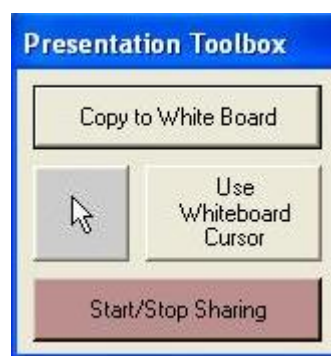 Presentation Toolbox
Copy to White Board
Use
Whiteboard
Cursor
Start/Stop Sharing